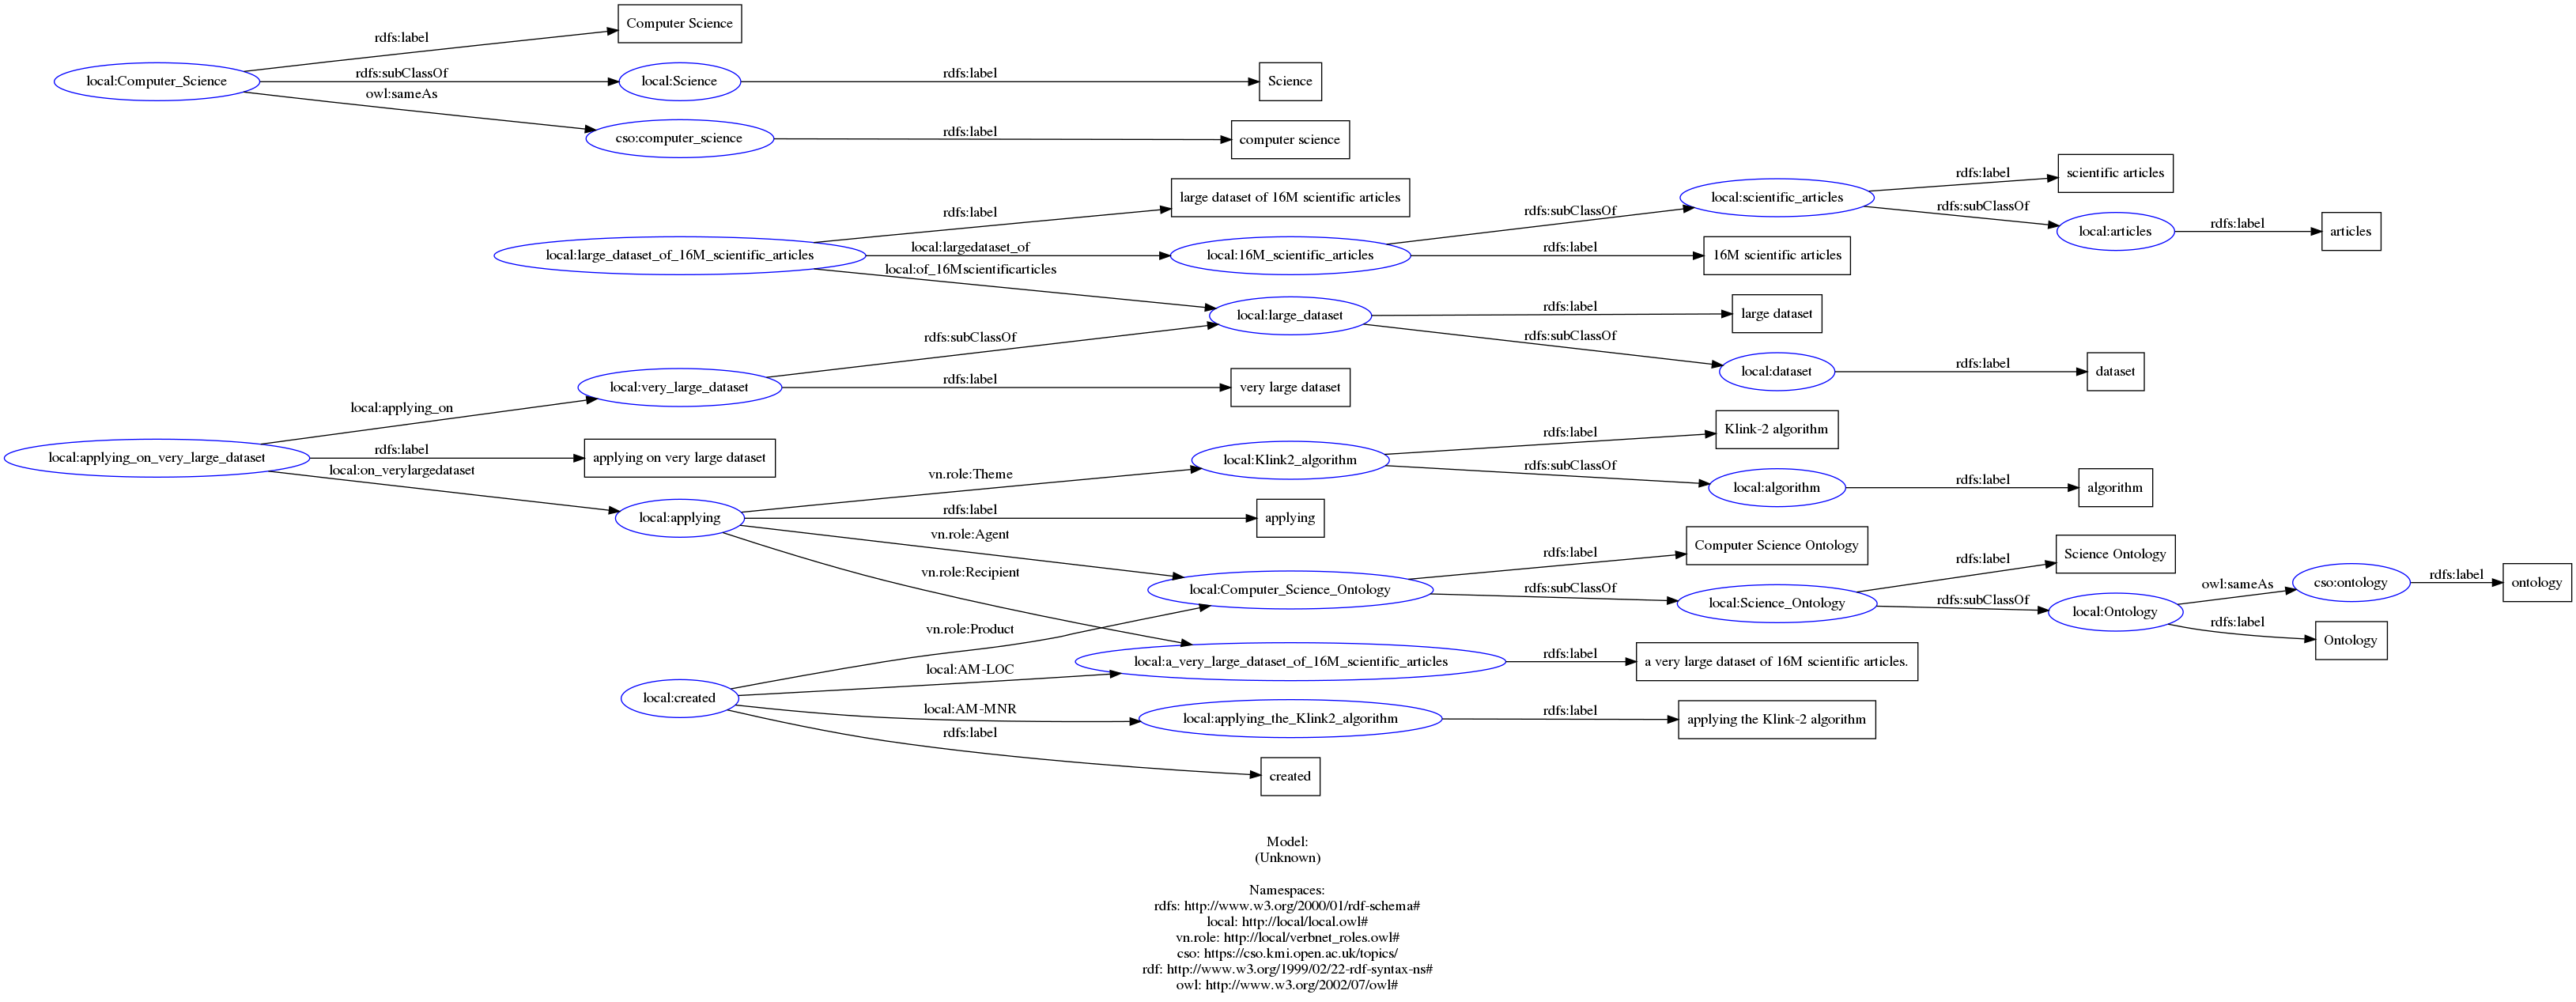 Computer Science
rdfs:label
local:Computer_Science
rdfs:subClassOf
local:Science
rdfs:label
Science
owl:sameAs
cso:computer_science
rdfs:label
computer science
local:large_dataset_of_16M_scientific_articles
rdfs:label
large dataset of 16M scientific articles
local:largedataset_of
local:16M_scientific_articles
rdfs:subClassOf
local:scientific_articles
rdfs:label
scientific articles
rdfs:subClassOf
local:articles
rdfs:label
articles
rdfs:label
16M scientific articles
local:of_16Mscientificarticles
local:large_dataset
rdfs:label
large dataset
rdfs:subClassOf
local:dataset
rdfs:label
dataset
rdfs:subClassOf
local:very_large_dataset
rdfs:label
very large dataset
local:applying_on
local:applying_on_very_large_dataset
rdfs:label
applying on very large dataset
local:on_verylargedataset
local:applying
vn.role:Theme
local:Klink2_algorithm
rdfs:label
Klink-2 algorithm
rdfs:subClassOf
local:algorithm
rdfs:label
algorithm
rdfs:label
applying
vn.role:Agent
local:Computer_Science_Ontology
rdfs:label
Computer Science Ontology
rdfs:subClassOf
local:Science_Ontology
rdfs:label
Science Ontology
rdfs:subClassOf
local:Ontology
owl:sameAs
cso:ontology
rdfs:label
ontology
rdfs:label
Ontology
vn.role:Recipient
vn.role:Product
local:a_very_large_dataset_of_16M_scientific_articles
rdfs:label
a very large dataset of 16M scientific articles.
local:created
local:AM-LOC
local:AM-MNR
local:applying_the_Klink2_algorithm
rdfs:label
applying the Klink-2 algorithm
rdfs:label
created
Model:
(Unknown)
Namespaces:
rdfs: http://www.w3.org/2000/01/rdf-schema#
local: http://local/local.owl#
vn.role: http://local/verbnet_roles.owl#
cso: https://cso.kmi.open.ac.uk/topics/
rdf: http://www.w3.org/1999/02/22-rdf-syntax-ns#
owl: http://www.w3.org/2002/07/owl#